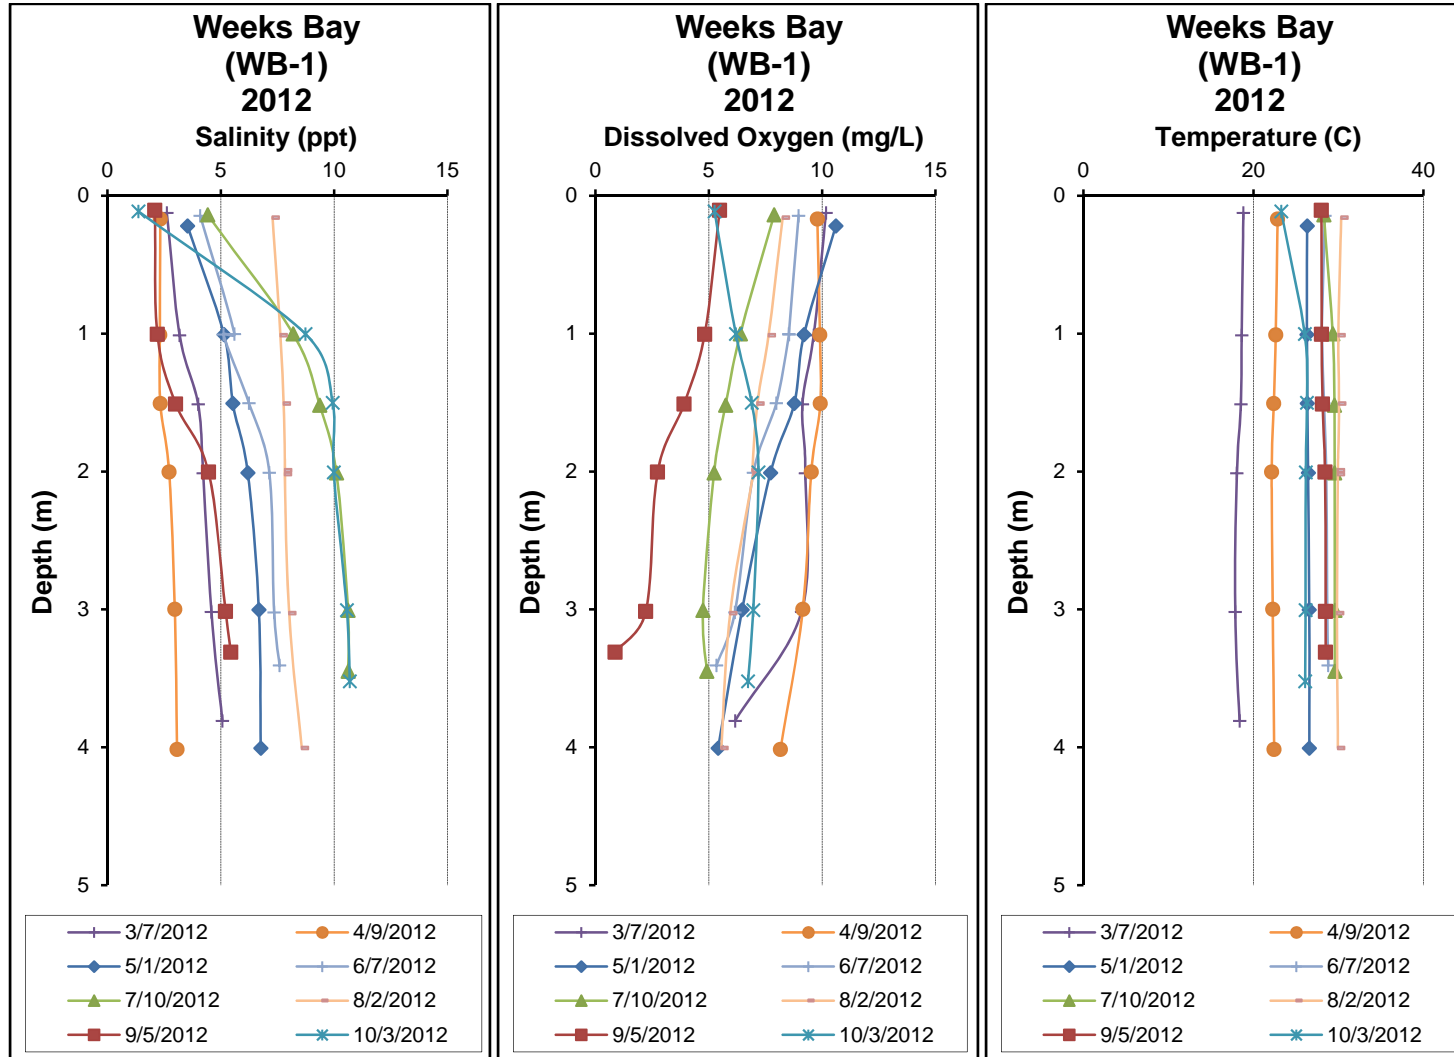 Weeks Bay
(WB-1)
2012
Salinity (ppt)
0 5 10 15
0
1
2
3
4
5
Depth (m)
3/7/2012 4/9/2012
5/1/2012 6/7/2012
7/10/2012 8/2/2012
9/5/2012 10/3/2012
Weeks Bay
(WB-1)
2012
Dissolved Oxygen (mg/L)
0 5 10 15
0
1
2
3
4
5
Depth (m)
3/7/2012 4/9/2012
5/1/2012 6/7/2012
7/10/2012 8/2/2012
9/5/2012 10/3/2012
Weeks Bay
(WB-1)
2012
Temperature (C)
0 20 40
0
1
2
3
4
5
Depth (m)
3/7/2012 4/9/2012
5/1/2012 6/7/2012
7/10/2012 8/2/2012
9/5/2012 10/3/2012